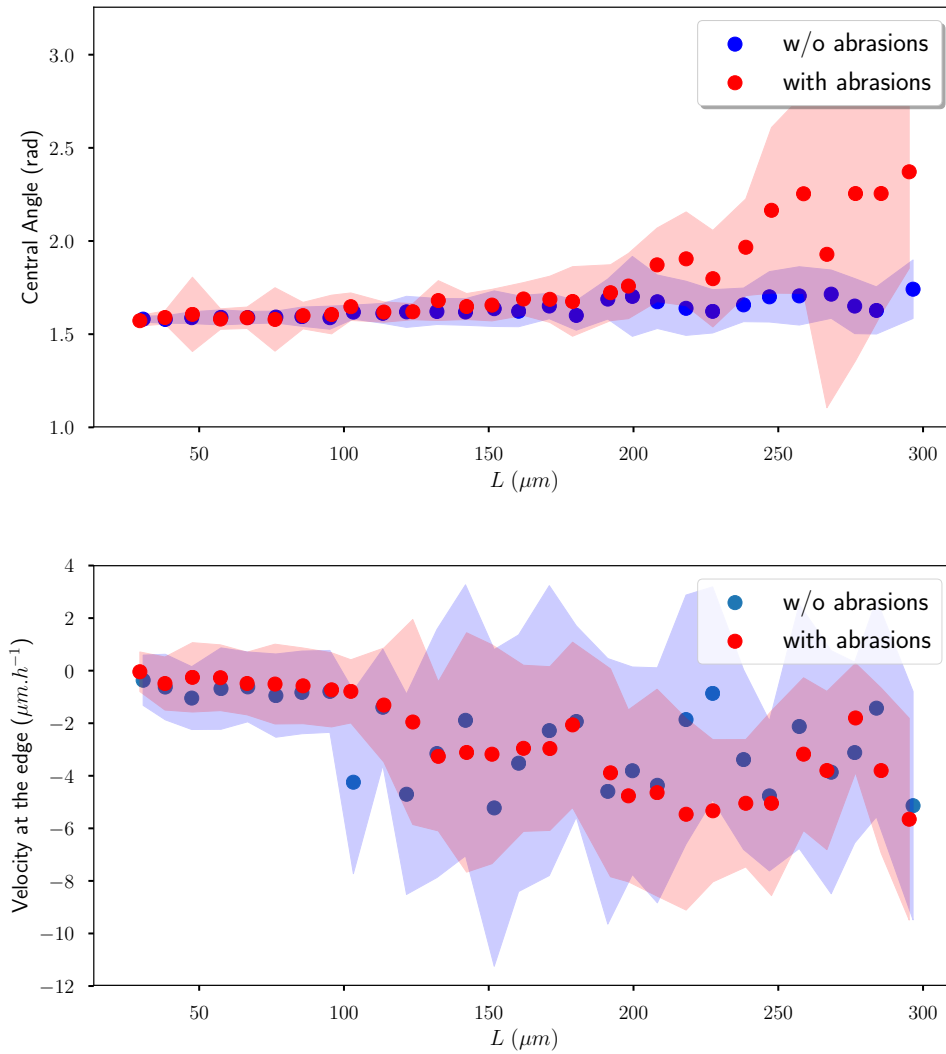 3.0
2.5
2.0
1.5
1.0
Central Angle (rad)
w/o abrasions
with abrasions
50 100 150 200 250 300
L (μm)
4
2
0
−2
−4
−6
−8
−10
−12
Velocity at the edge (μm.h⁻¹)
w/o abrasions
with abrasions
50 100 150 200 250 300
L (μm)